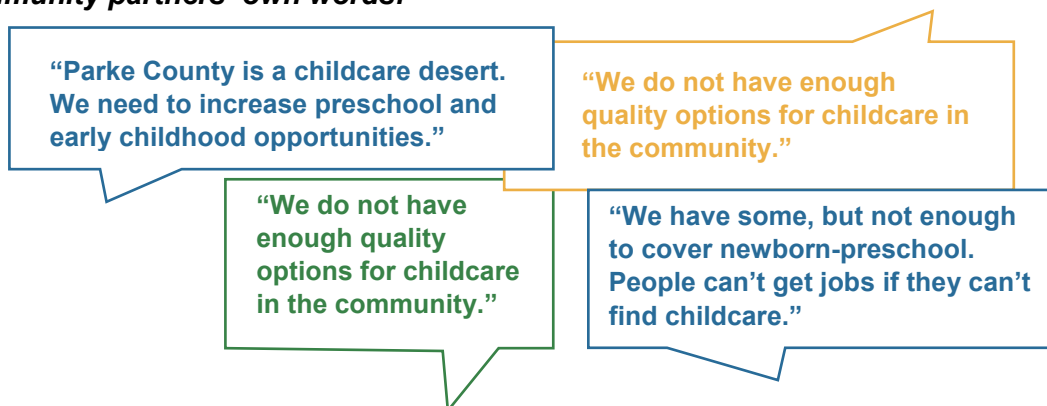 partners' own words:
“Parke County is a childcare desert.
We need to increase preschool and
early childhood opportunities.”
“We do not have enough
quality options for childcare in
the community.”
“We do not have
enough quality
options for childcare
in the community.”
“We have some, but not enough
to cover newborn-preschool.
People can’t get jobs if they can’t
find childcare.”